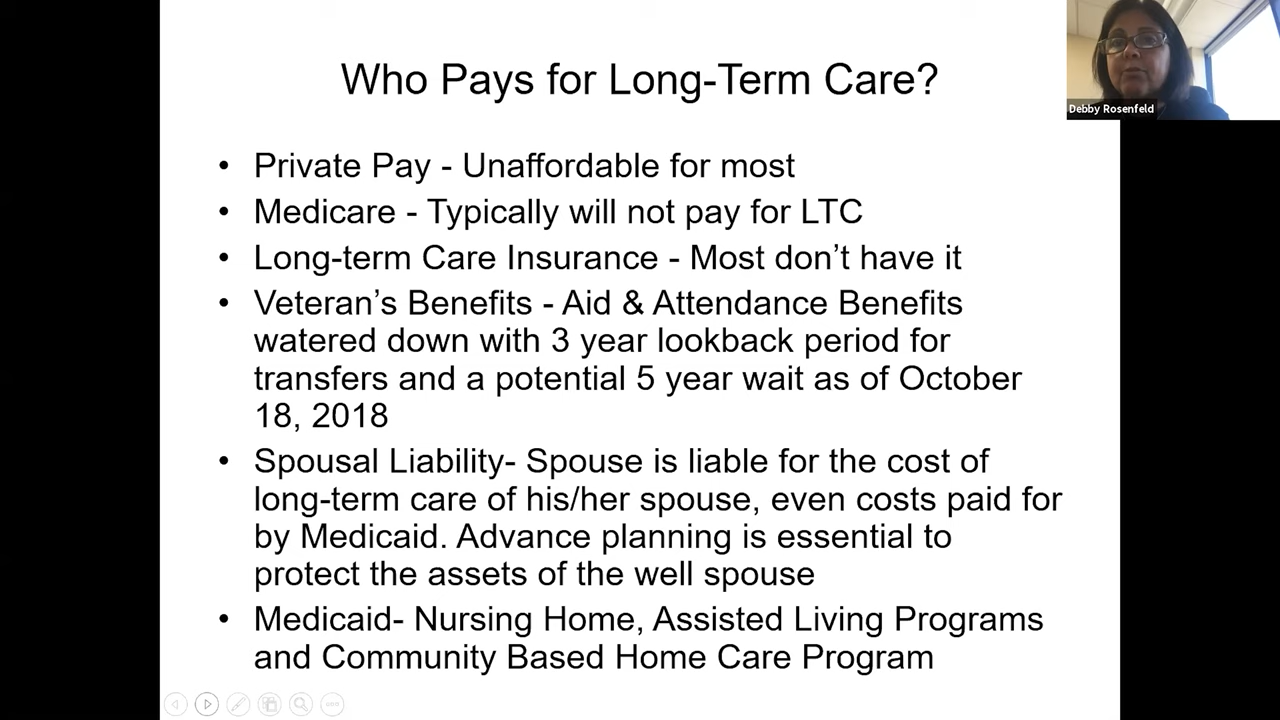 Who Pays for Long-Term Care?
Debby Rosenfeld
• Private Pay - Unaffordable for most
• Medicare - Typically will not pay for LTC
• Long-term Care Insurance - Most don’t have it
• Veteran’s Benefits - Aid & Attendance Benefits
watered down with 3 year lookback period for
transfers and a potential 5 year wait as of October
18, 2018
• Spousal Liability- Spouse is liable for the cost of
long-term care of his/her spouse, even costs paid for
by Medicaid. Advance planning is essential to
protect the assets of the well spouse
• Medicaid- Nursing Home, Assisted Living Programs
and Community Based Home Care Program